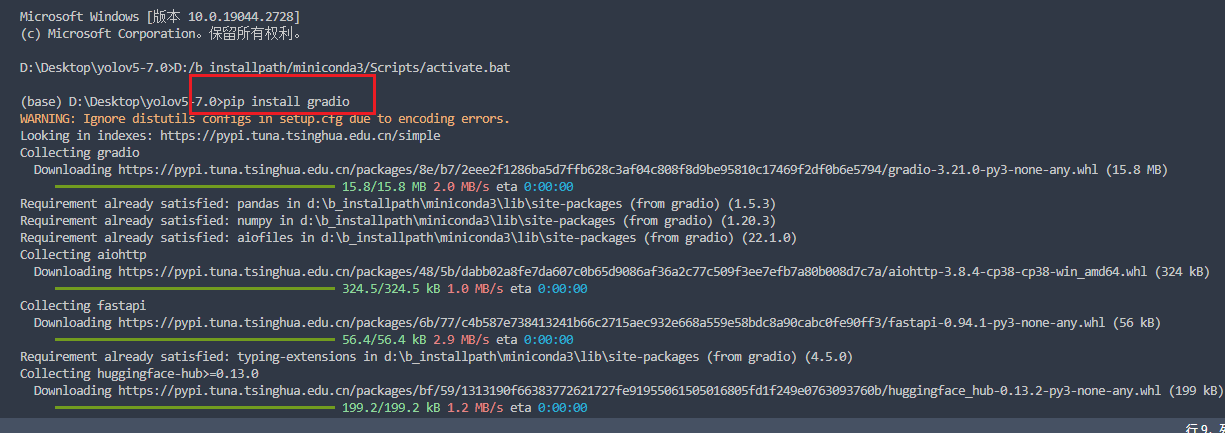 Microsoft Windows [版本 10.0.19044.2728]
(c) Microsoft Corporation。保留所有权利。
D:\Desktop\yolov5-7.0>D:/b_installpath/miniconda3/Scripts/activate.bat
(base) D:\Desktop\yolov5-7.0>pip install gradio
WARNING: Ignore distutils configs in setup.cfg due to encoding errors.
Looking in indexes: https://pypi.tuna.tsinghua.edu.cn/simple
Collecting gradio
Downloading https://pypi.tuna.tsinghua.edu.cn/packages/8e/b7/2eee2f1286ba5d7ffb628c3af04c808f8d9be95810c17469f2df0b6e5794/gradio-3.21.0-py3-none-any.whl (15.8 MB)
15.8/15.8 MB 2.0 MB/s eta 0:00:00
Requirement already satisfied: pandas in d:\b_installpath\miniconda3\lib\site-packages (from gradio) (1.5.3)
Requirement already satisfied: numpy in d:\b_installpath\miniconda3\lib\site-packages (from gradio) (1.20.3)
Requirement already satisfied: aiofiles in d:\b_installpath\miniconda3\lib\site-packages (from gradio) (22.1.0)
Collecting aiohttp
Downloading https://pypi.tuna.tsinghua.edu.cn/packages/48/5b/dabb02a8fe7da607c0b65d9086af36a2c77c509f3ee7efb7a80b008d7c7a/aiohttp-3.8.4-cp38-cp38-win_amd64.whl (324 kB)
324.5/324.5 kB 1.0 MB/s eta 0:00:00
Collecting fastapi
Downloading https://pypi.tuna.tsinghua.edu.cn/packages/6b/77/c4b587e738413241b66c2715aec932e668a559e58bdc8a90cabc0fe90ff3/fastapi-0.94.1-py3-none-any.whl (56 kB)
56.4/56.4 kB 2.9 MB/s eta 0:00:00
Requirement already satisfied: typing-extensions in d:\b_installpath\miniconda3\lib\site-packages (from gradio) (4.5.0)
Collecting huggingface-hub>=0.13.0
Downloading https://pypi.tuna.tsinghua.edu.cn/packages/bf/59/1313190f66383772621727fe91955061505016805fd1f249e0763093760b/huggingface_hub-0.13.2-py3-none-any.whl (199 kB)
199.2/199.2 kB 1.2 MB/s eta 0:00:00
行 9,